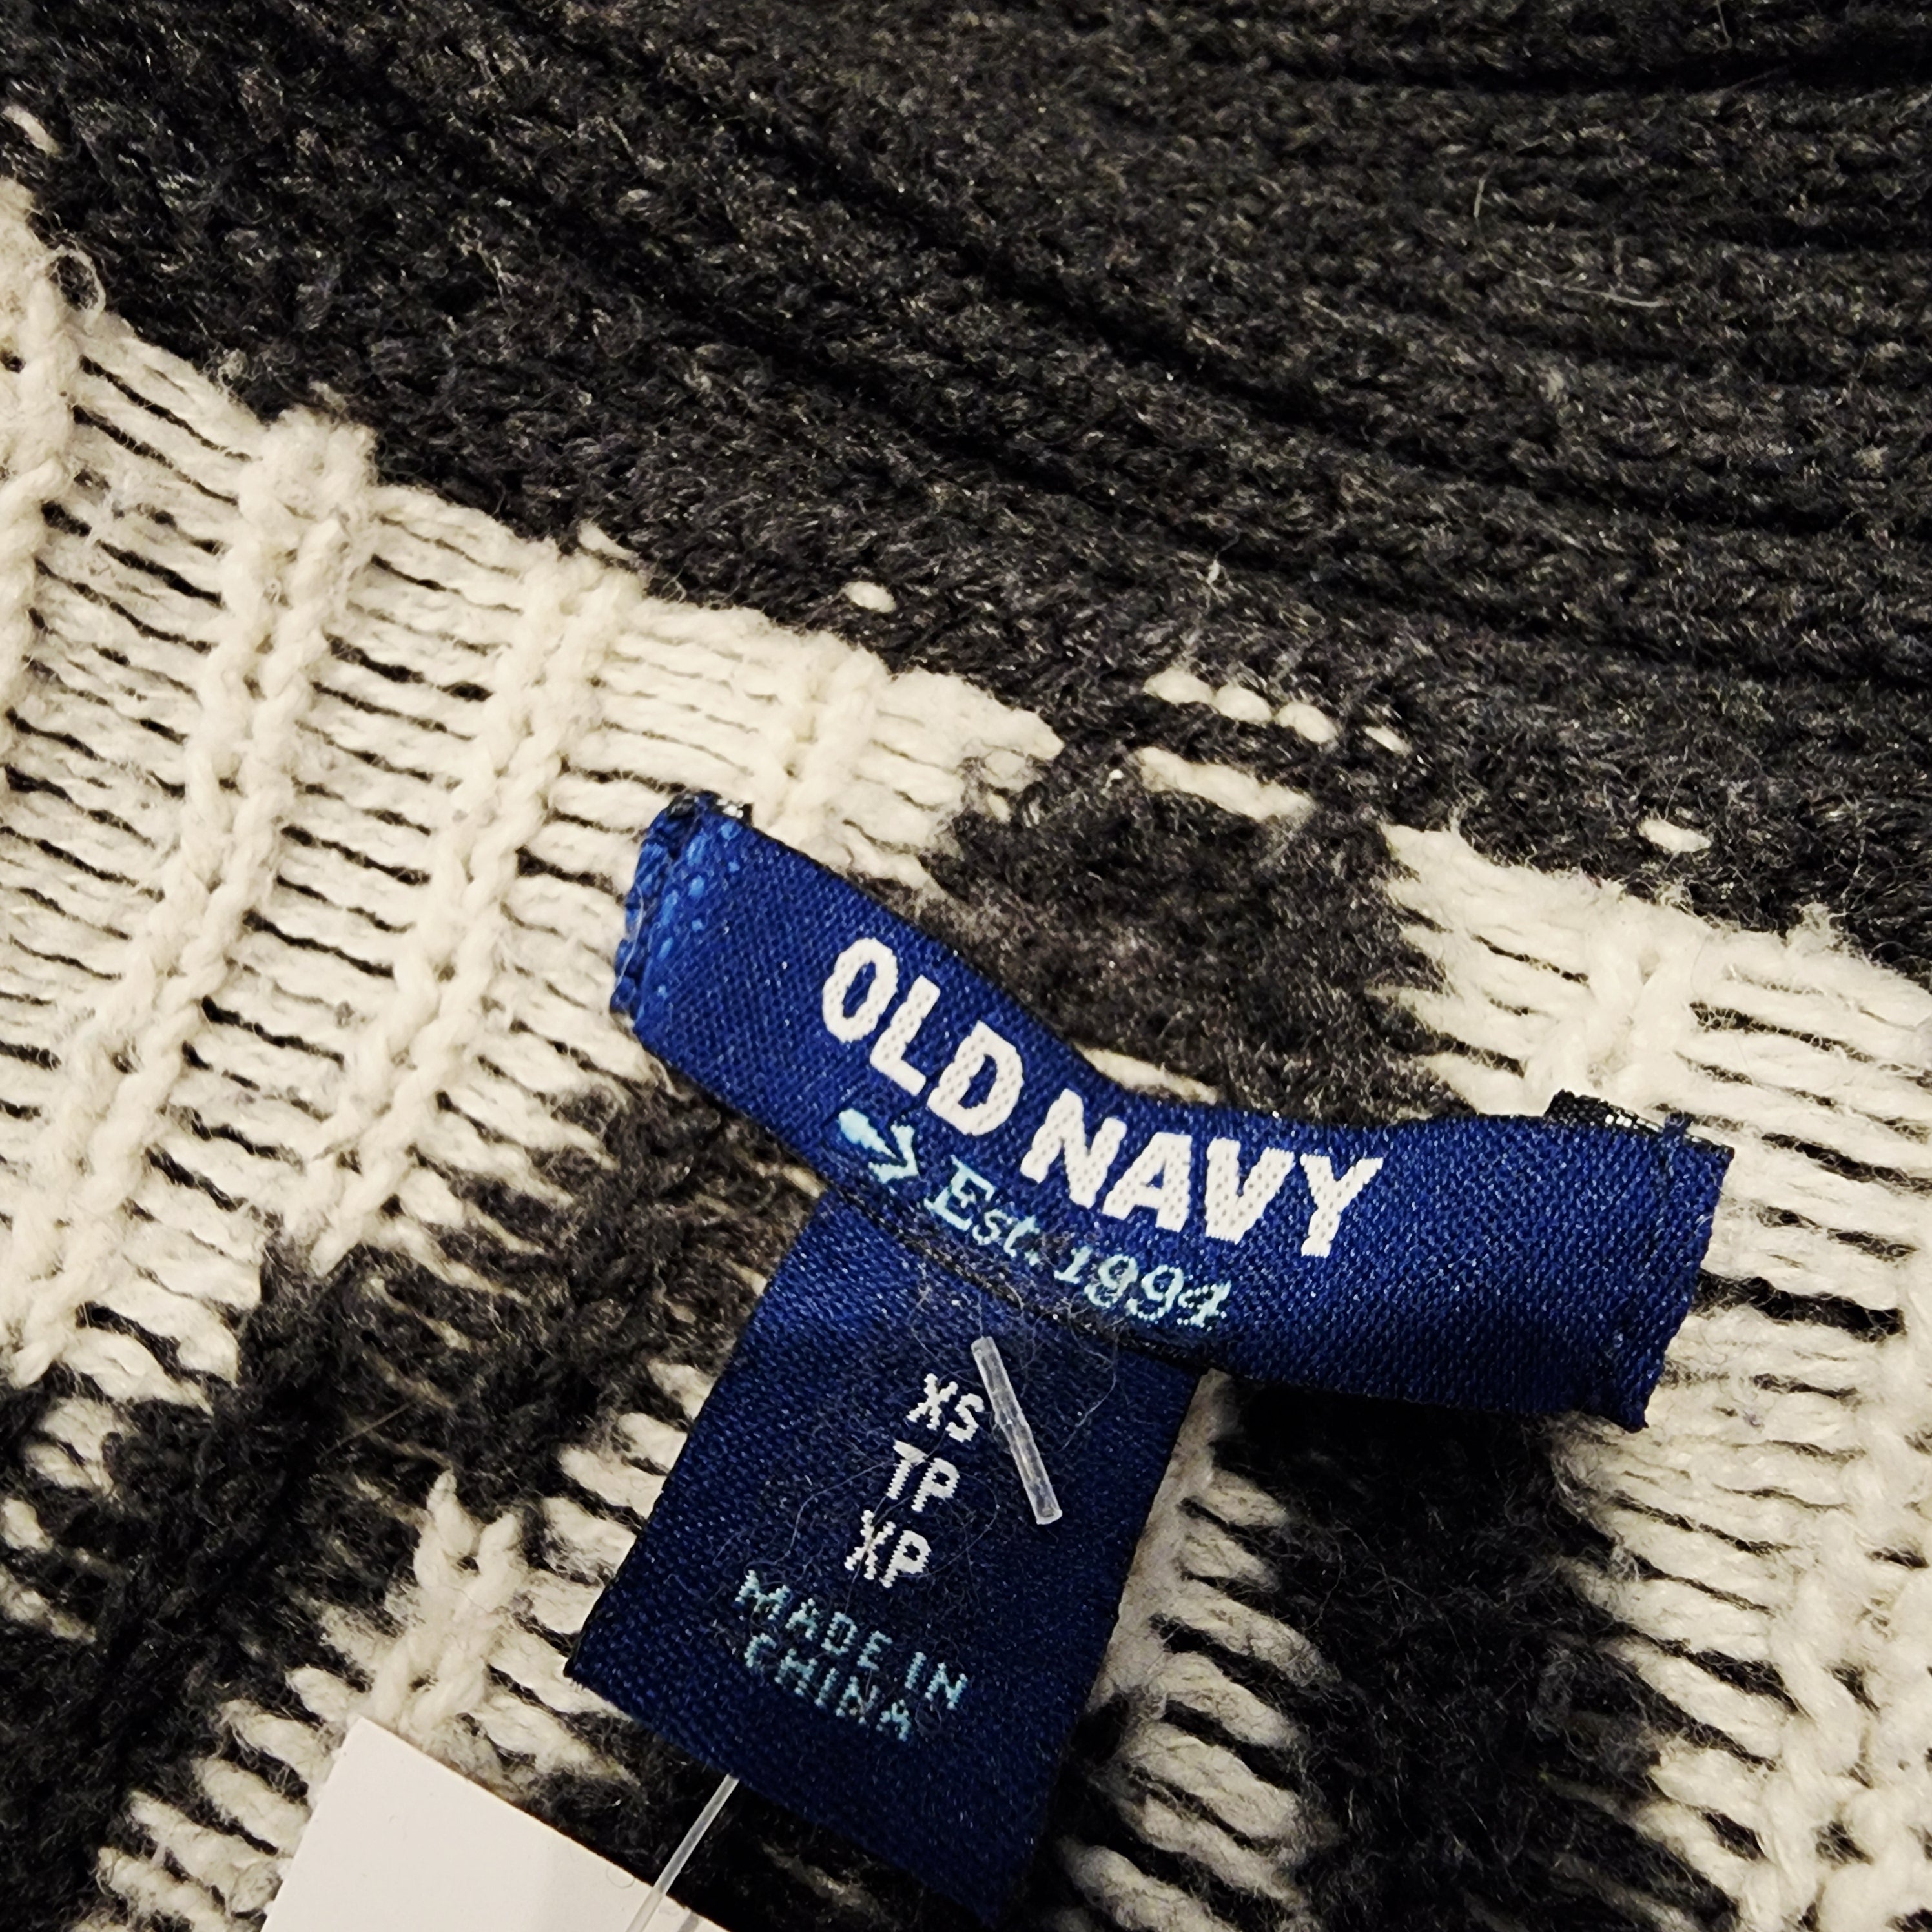 OLD NAVY
Est. 1994
XS
TP
XP
MADE IN
CHINA